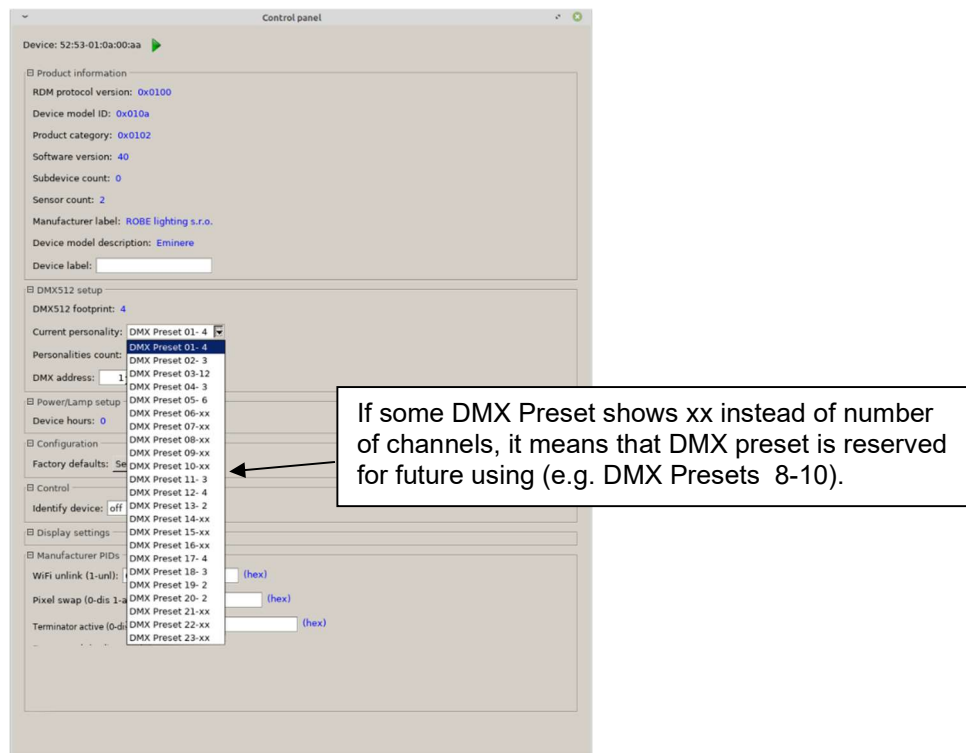 Control panel
Device: 52:53-01:0a:00:aa
Product information
RDM protocol version: 0x0100
Device model ID: 0x010a
Product category: 0x0102
Software version: 40
Subdevice count: 0
Sensor count: 2
Manufacturer label: ROBE lighting s.r.o.
Device model description: Eminere
Device label:
DMX512 setup
DMX512 footprint: 4
Current personality: DMX Preset 01- 4
Personalities count:
DMX address: 1
Power/Lamp setup
Device hours: 0
Configuration
Factory defaults: Se
Control
Identify device: off
Display settings
Manufacturer PIDs
WiFi unlink (1-unl): (hex)
Pixel swap (0-dis 1-a (hex)
Terminator active (0-di (hex)
DMX Preset 01- 4
DMX Preset 02- 3
DMX Preset 03-12
DMX Preset 04- 3
DMX Preset 05- 6
DMX Preset 06-xx
DMX Preset 07-xx
DMX Preset 08-xx
DMX Preset 09-xx
DMX Preset 10-xx
DMX Preset 11- 3
DMX Preset 12- 4
DMX Preset 13- 2
DMX Preset 14-xx
DMX Preset 15-xx
DMX Preset 16-xx
DMX Preset 17- 4
DMX Preset 18- 3
DMX Preset 19- 2
DMX Preset 20- 2
DMX Preset 21-xx
DMX Preset 22-xx
DMX Preset 23-xx
If some DMX Preset shows xx instead of number
of channels, it means that DMX preset is reserved
for future using (e.g. DMX Presets 8-10).